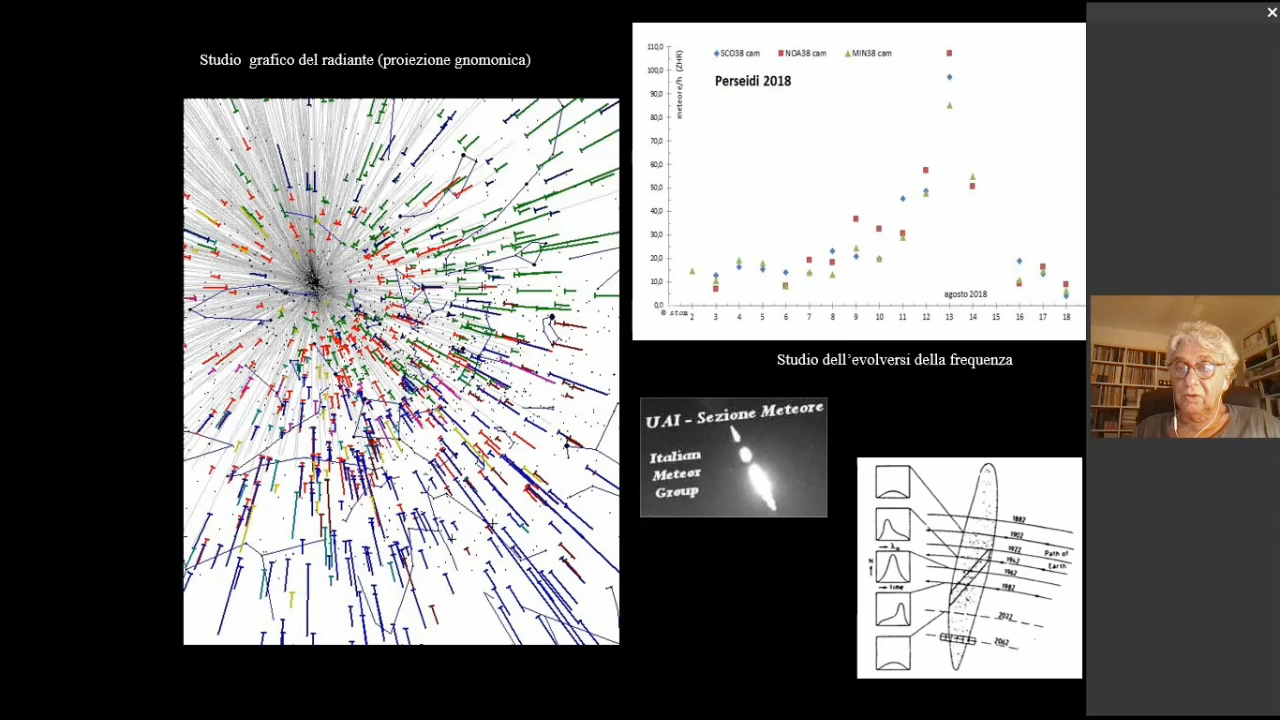 Studio grafico del radiante (proiezione gnomonica)
SCO38 cam NOA38 cam MIN38 cam
Perseidi 2018
meteore/h (ZHR)
110,0
100,0
90,0
80,0
70,0
60,0
50,0
40,0
30,0
20,0
10,0
0,0
agosto 2018
2 3 4 5 6 7 8 9 10 11 12 13 14 16 17 18
Studio dell'evolversi della frequenza
UAI - Sezione Meteore
Italian
Meteor
Group
1882
1902
1922
1942
1962
1982
2022
2062
Path of
Earth
N
Time